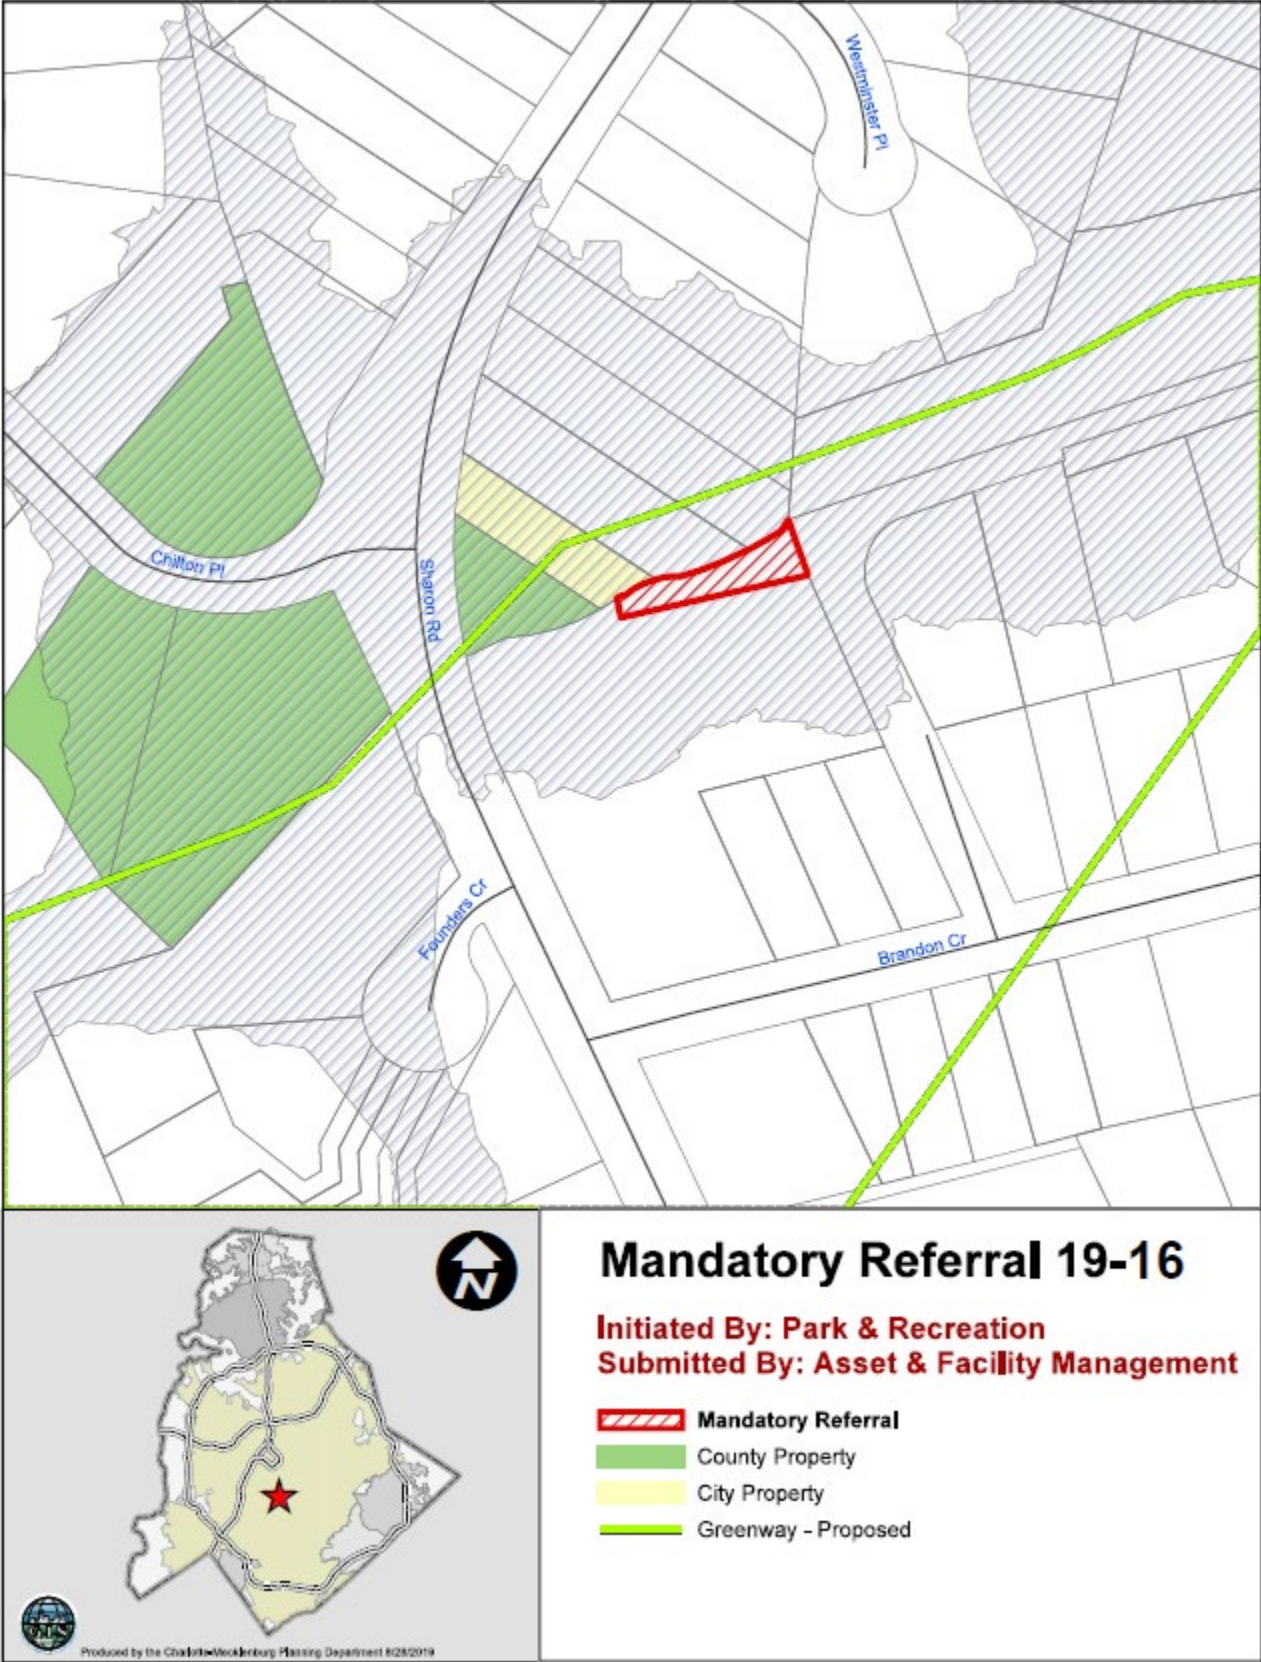 Westminster Pl
Chilton Pl
Sharon Rd
Founders Cr
Brandon Cr
N
Mandatory Referral 19-16
Initiated By: Park & Recreation
Submitted By: Asset & Facility Management
Mandatory Referral
County Property
City Property
Greenway - Proposed
Produced by the Charlotte-Mecklenburg Planning Department 8/28/2019